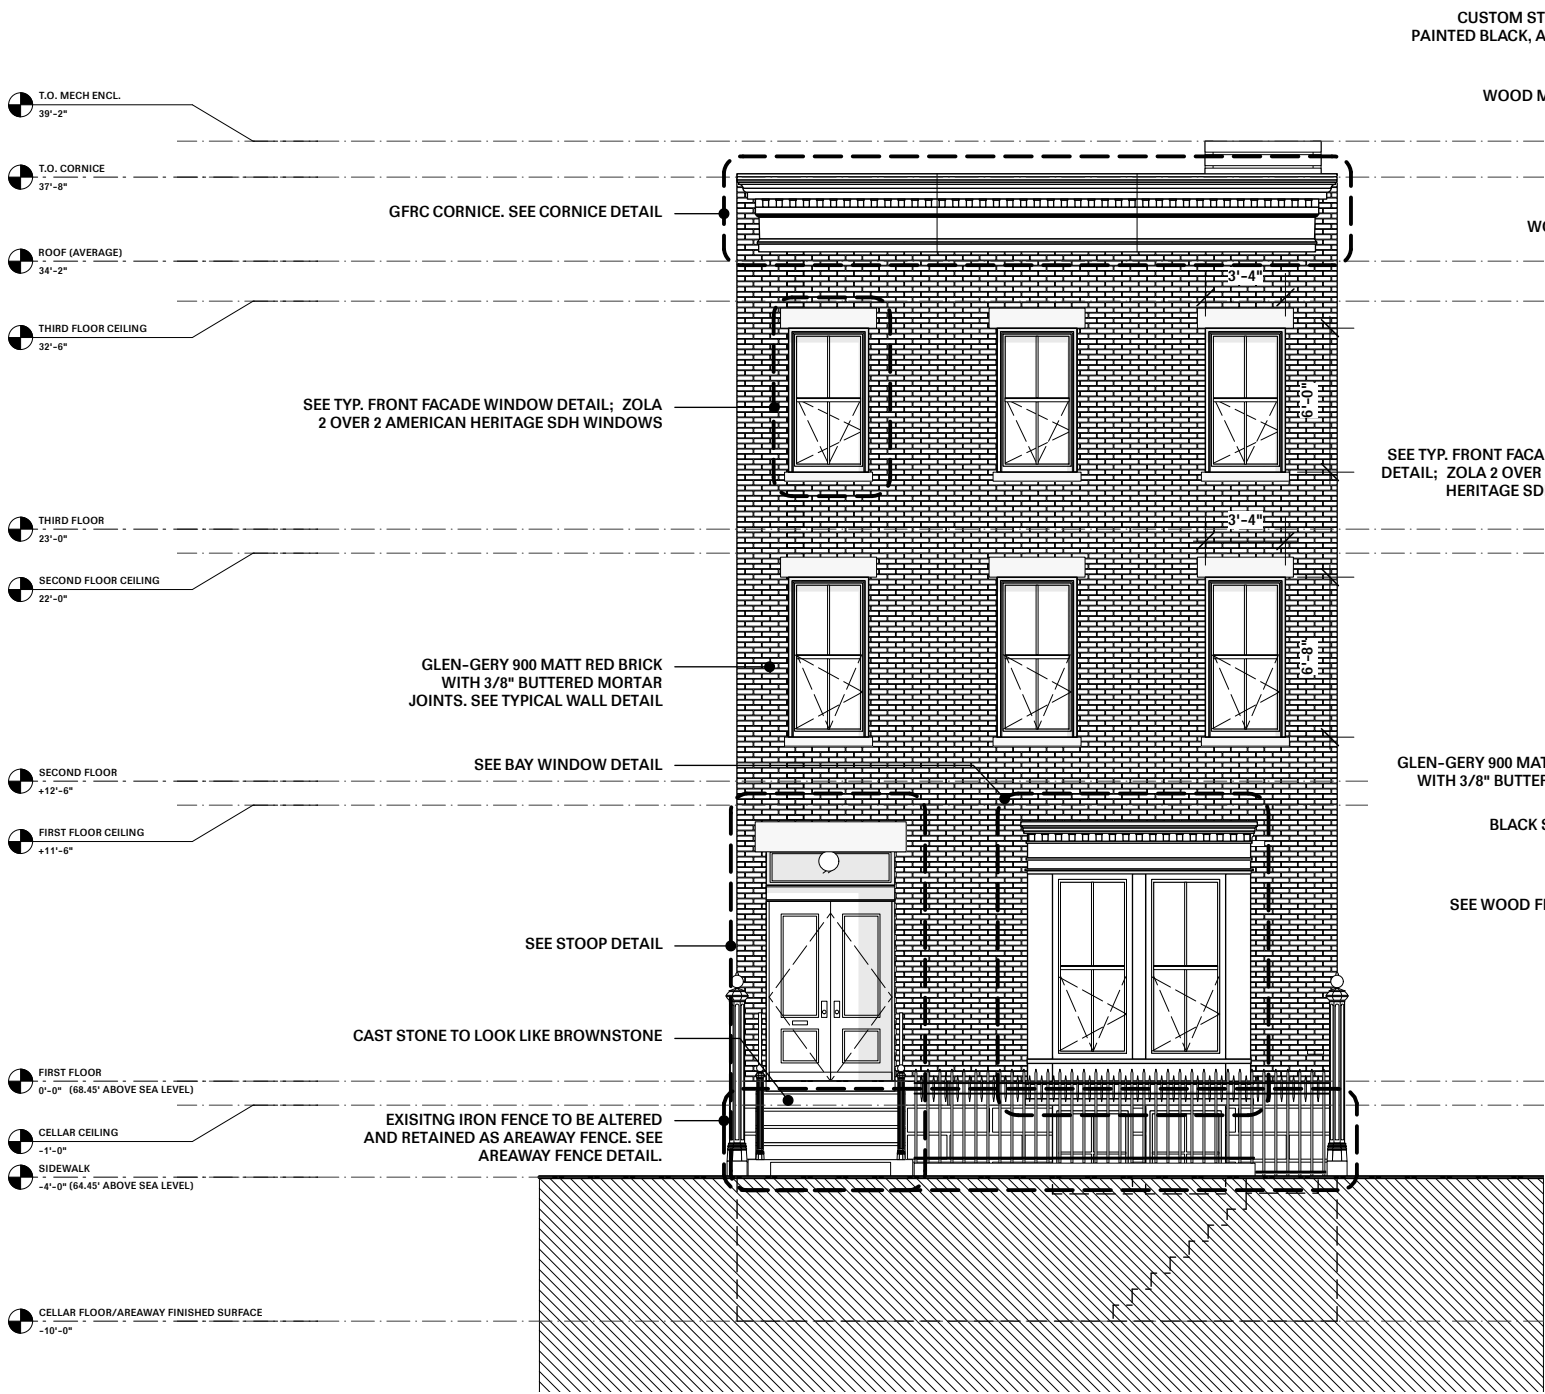 CUSTOM ST
PAINTED BLACK, A
T.O. MECH ENCL.
39'-2"
WOOD M
T.O. CORNICE
37'-8"
GFRC CORNICE. SEE CORNICE DETAIL
WO
ROOF (AVERAGE)
34'-2"
3'-4"
THIRD FLOOR CEILING
32'-6"
6'-0"
SEE TYP. FRONT FACADE WINDOW DETAIL; ZOLA
2 OVER 2 AMERICAN HERITAGE SDH WINDOWS
SEE TYP. FRONT FACA
DETAIL; ZOLA 2 OVER
HERITAGE SD
THIRD FLOOR
23'-0"
3'-4"
SECOND FLOOR CEILING
22'-0"
6'-8"
GLEN-GERY 900 MATT RED BRICK
WITH 3/8" BUTTERED MORTAR
JOINTS. SEE TYPICAL WALL DETAIL
SEE BAY WINDOW DETAIL
GLEN-GERY 900 MAT
WITH 3/8" BUTTER
SECOND FLOOR
+12'-6"
BLACK S
FIRST FLOOR CEILING
+11'-6"
SEE WOOD F
SEE STOOP DETAIL
CAST STONE TO LOOK LIKE BROWNSTONE
FIRST FLOOR
0'-0" (68.45' ABOVE SEA LEVEL)
EXISITNG IRON FENCE TO BE ALTERED
AND RETAINED AS AREAWAY FENCE. SEE
AREAWAY FENCE DETAIL.
CELLAR CEILING
-1'-0"
SIDEWALK
-4'-0" (64.45' ABOVE SEA LEVEL)
CELLAR FLOOR/AREAWAY FINISHED SURFACE
-10'-0"